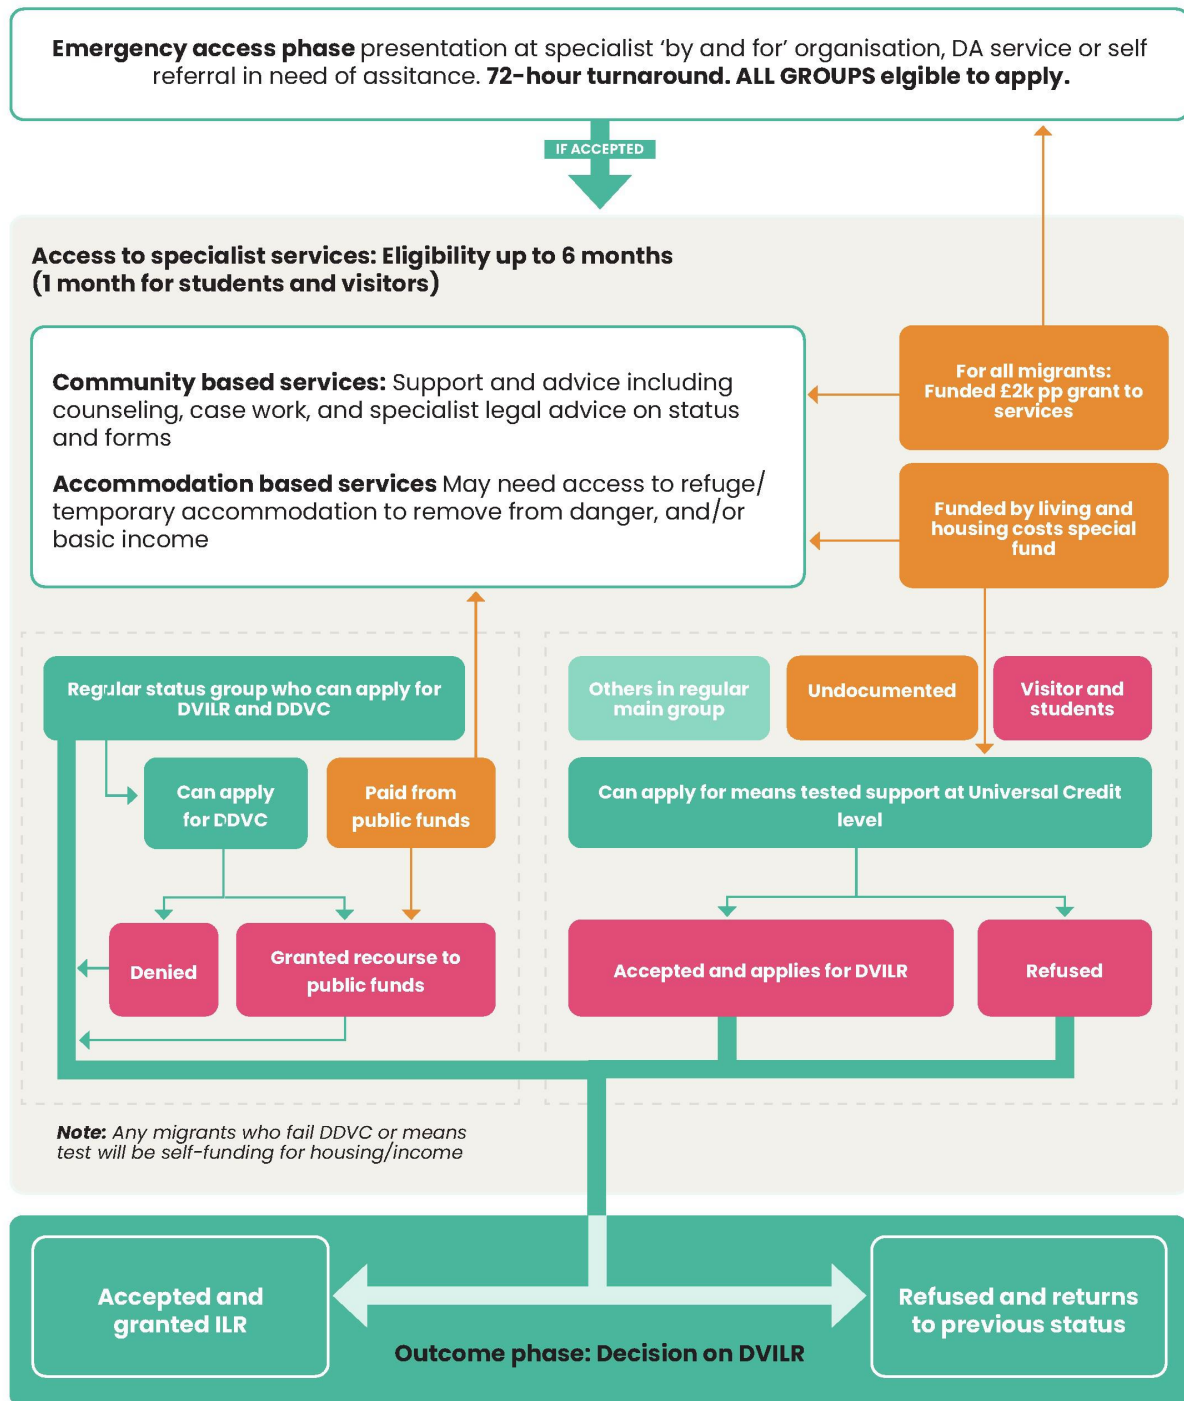 Emergency access phase presentation at specialist ‘by and for’ organisation, DA service or self
referral in need of assitance. 72-hour turnaround. ALL GROUPS elgible to apply.
IF ACCEPTED
Access to specialist services: Eligibility up to 6 months
(1 month for students and visitors)
Community based services: Support and advice including
counseling, case work, and specialist legal advice on status
and forms
Accommodation based services May need access to refuge/
temporary accommodation to remove from danger, and/or
basic income
For all migrants:
Funded £2k pp grant to
services
Funded by living and
housing costs special
fund
Regular status group who can apply for
DVILR and DDVC
Can apply
for DDVC
Paid from
public funds
Denied
Granted recourse to
public funds
Others in regular
main group
Undocumented
Visitor and
students
Can apply for means tested support at Universal Credit
level
Accepted and applies for DVILR
Refused
Note: Any migrants who fail DDVC or means
test will be self-funding for housing/income
Accepted and
granted ILR
Refused and returns
to previous status
Outcome phase: Decision on DVILR